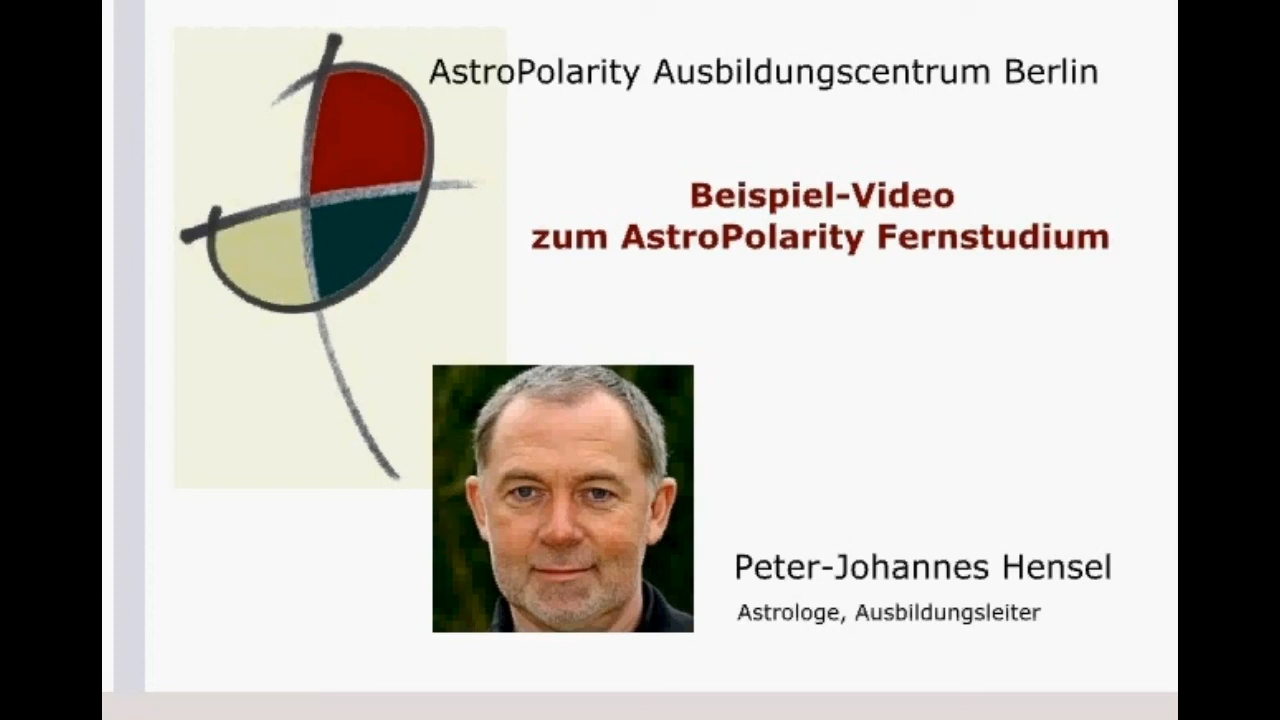 AstroPolarity Ausbildungscentrum Berlin
Beispiel-Video
zum AstroPolarity Fernstudium
Peter-Johannes Hensel
Astrologe, Ausbildungsleiter